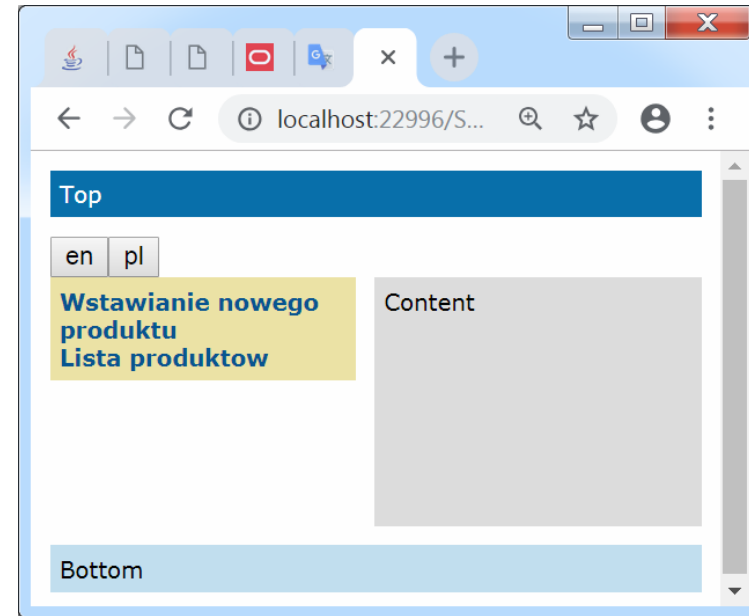 localhost:22996/S...
Top
en pl
Wstawianie nowego
produktu
Lista produktow
Content
Bottom